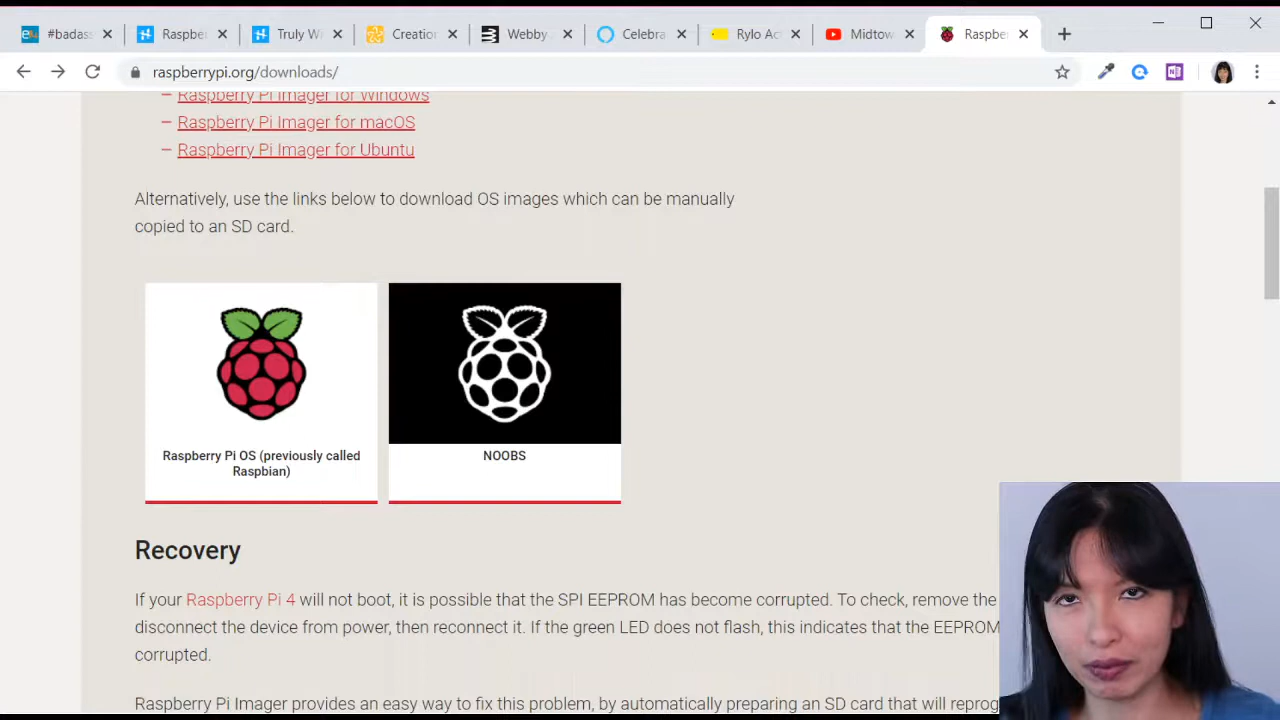 #badass
Raspbe
Truly W
Creation
Webby
Celebra
Rylo Ac
Midtow
Raspbe
raspberrypi.org/downloads/
– Raspberry Pi Imager for Windows
– Raspberry Pi Imager for macOS
– Raspberry Pi Imager for Ubuntu
Alternatively, use the links below to download OS images which can be manually
copied to an SD card.
Raspberry Pi OS (previously called
Raspbian)
NOOBS
Recovery
If your Raspberry Pi 4 will not boot, it is possible that the SPI EEPROM has become corrupted. To check, remove the
disconnect the device from power, then reconnect it. If the green LED does not flash, this indicates that the EEPROM
corrupted.
Raspberry Pi Imager provides an easy way to fix this problem, by automatically preparing an SD card that will reprog